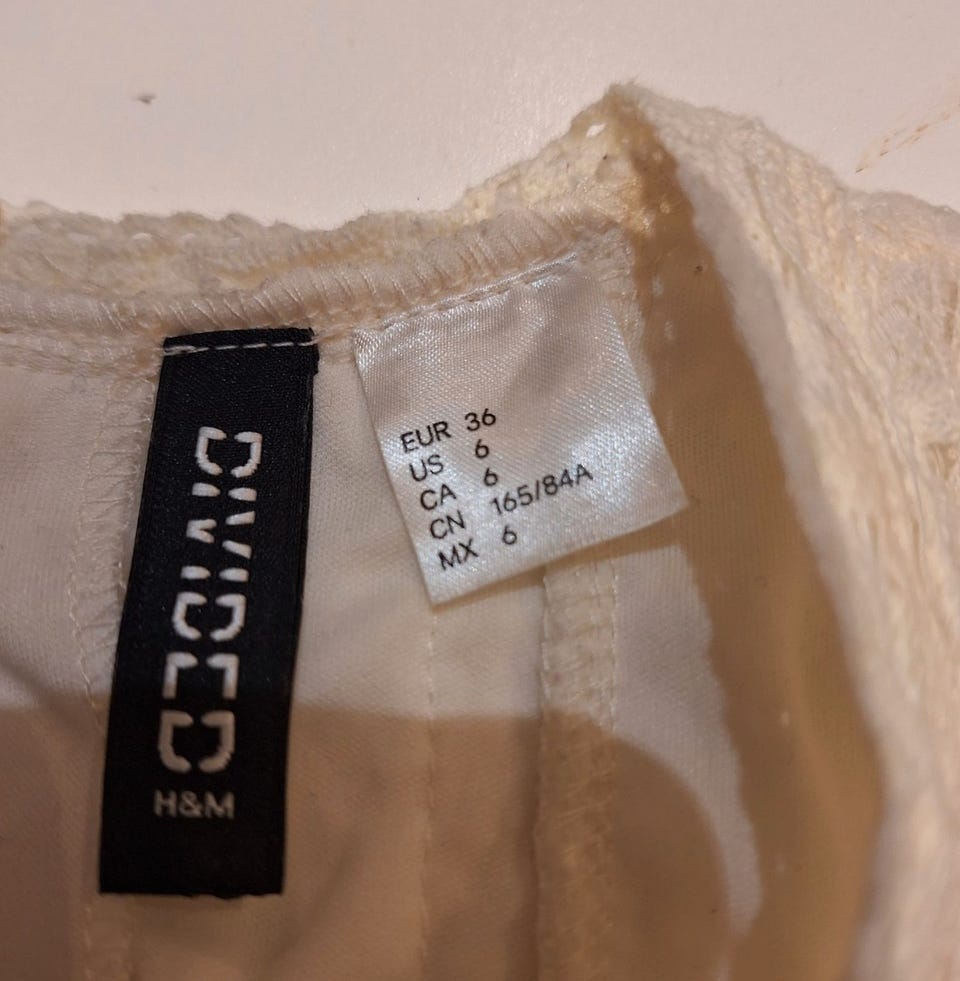 DIVIDED
H&M
EUR 36
US 6
CA 6
CN 165/84A
MX 6